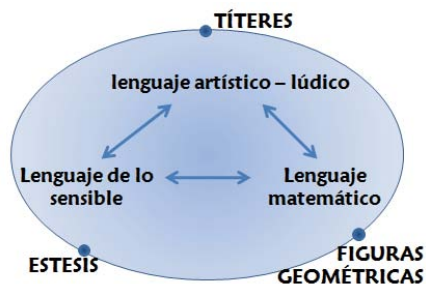 TÍTERES
lenguaje artístico – lúdico
Lenguaje de lo
sensible
Lenguaje
matemático
ESTESIS
FIGURAS
GEOMÉTRICAS